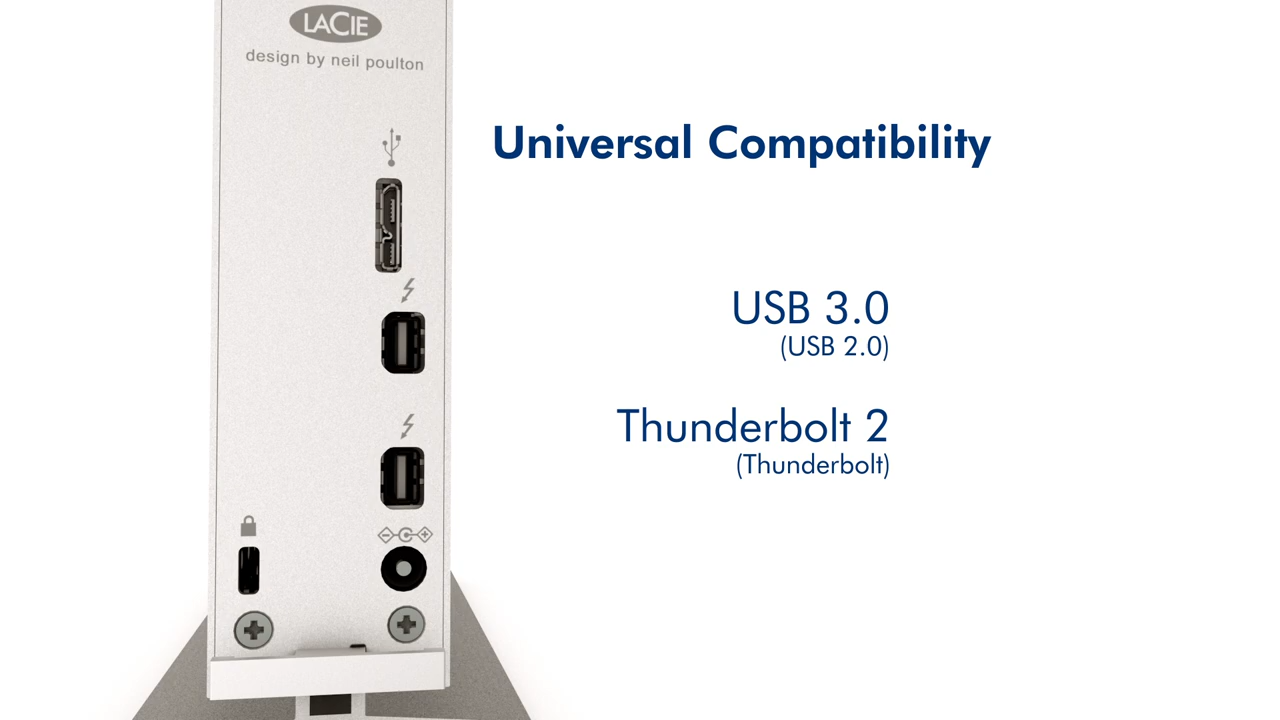 LACIE
design by neil poulton
Universal Compatibility
USB 3.0
(USB 2.0)
Thunderbolt 2
(Thunderbolt)